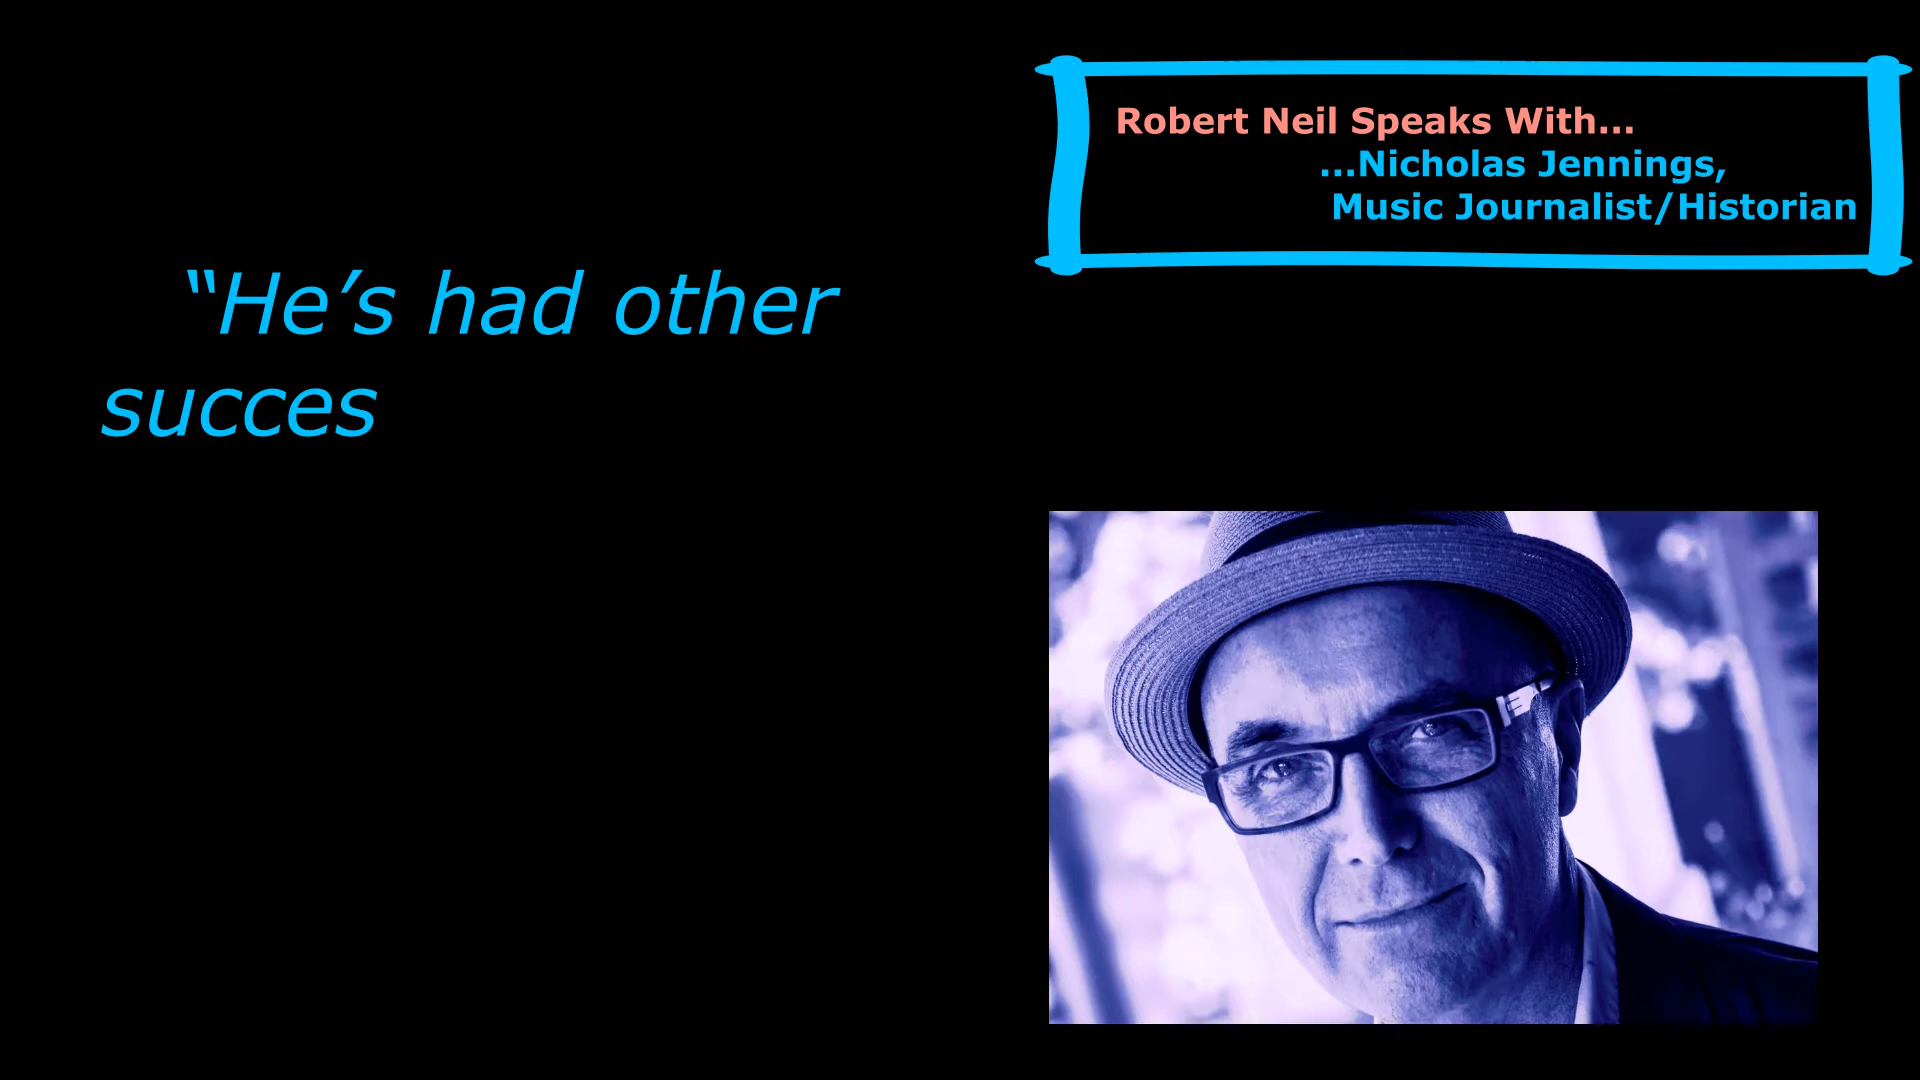 Robert Neil Speaks With...
...Nicholas Jennings,
Music Journalist/Historian
“He’s had other
succes